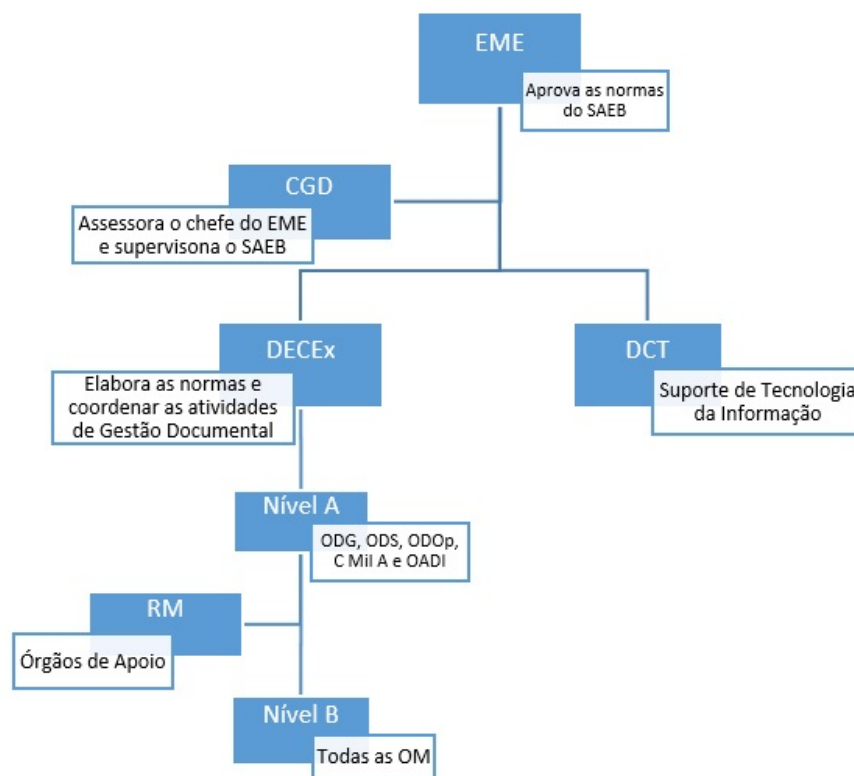 EME
Aprova as normas
do SAEB
CGD
Assessora o chefe do EME
e supervisona o SAEB
DECEx
Elabora as normas e
coordenar as atividades
de Gestão Documental
DCT
Suporte de Tecnologia
da Informação
Nível A
ODG, ODS, ODOp,
C Mil A e OADI
RM
Órgãos de Apoio
Nível B
Todas as OM